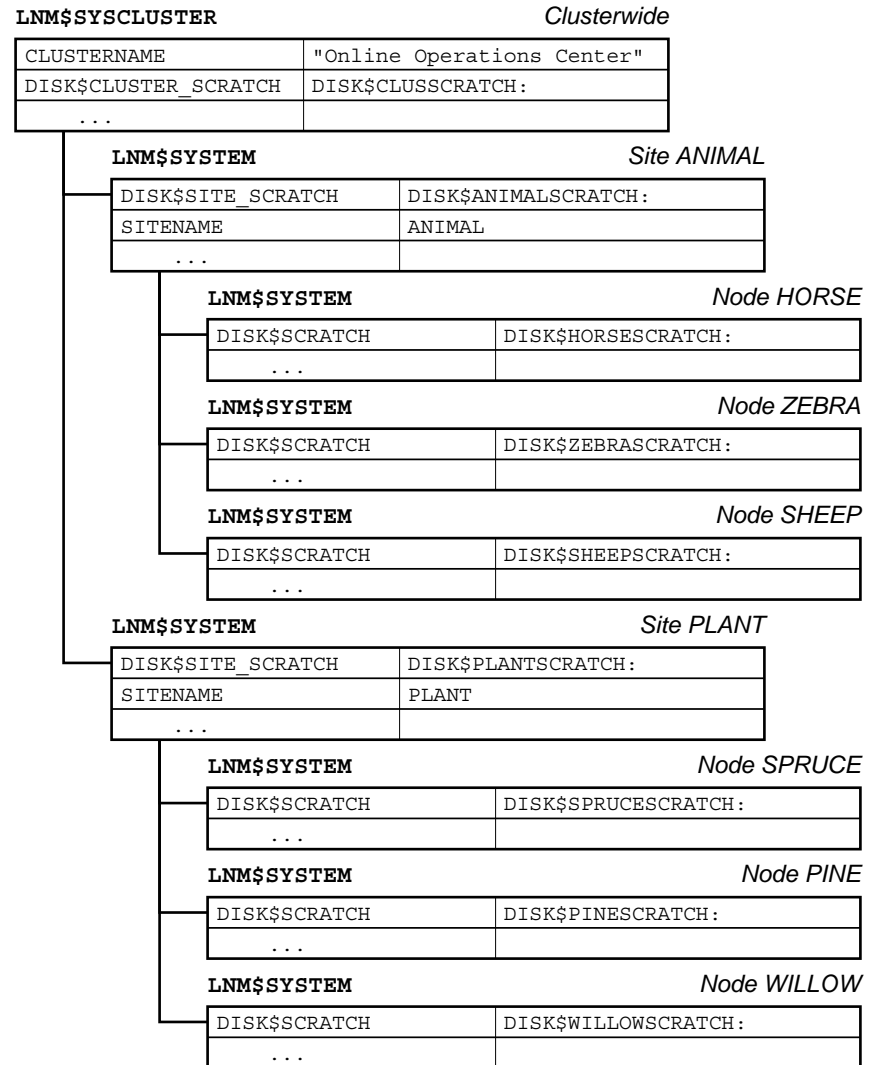 LNM$SYSCLUSTER Clusterwide
CLUSTERNAME "Online Operations Center"
DISK$CLUSTER_SCRATCH DISK$CLUSSCRATCH:
...
LNM$SYSTEM Site ANIMAL
DISK$SITE_SCRATCH DISK$ANIMALSCRATCH:
SITENAME ANIMAL
...
LNM$SYSTEM Node HORSE
DISK$SCRATCH DISK$HORSESCRATCH:
...
LNM$SYSTEM Node ZEBRA
DISK$SCRATCH DISK$ZEBRASCRATCH:
...
LNM$SYSTEM Node SHEEP
DISK$SCRATCH DISK$SHEEPSCRATCH:
...
LNM$SYSTEM Site PLANT
DISK$SITE_SCRATCH DISK$PLANTSCRATCH:
SITENAME PLANT
...
LNM$SYSTEM Node SPRUCE
DISK$SCRATCH DISK$SPRUCESCRATCH:
...
LNM$SYSTEM Node PINE
DISK$SCRATCH DISK$PINESCRATCH:
...
LNM$SYSTEM Node WILLOW
DISK$SCRATCH DISK$WILLOWSCRATCH:
...